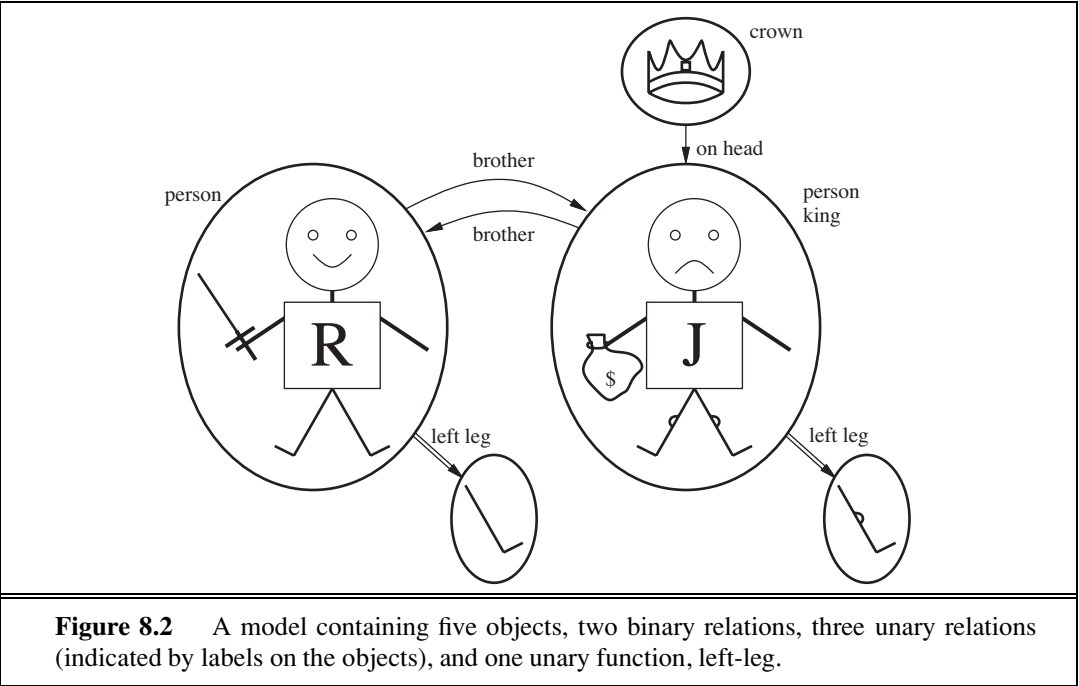 crown
on head
brother
person
person
king
brother
R
J
$
left leg
left leg
Figure 8.2 A model containing five objects, two binary relations, three unary relations
(indicated by labels on the objects), and one unary function, left-leg.